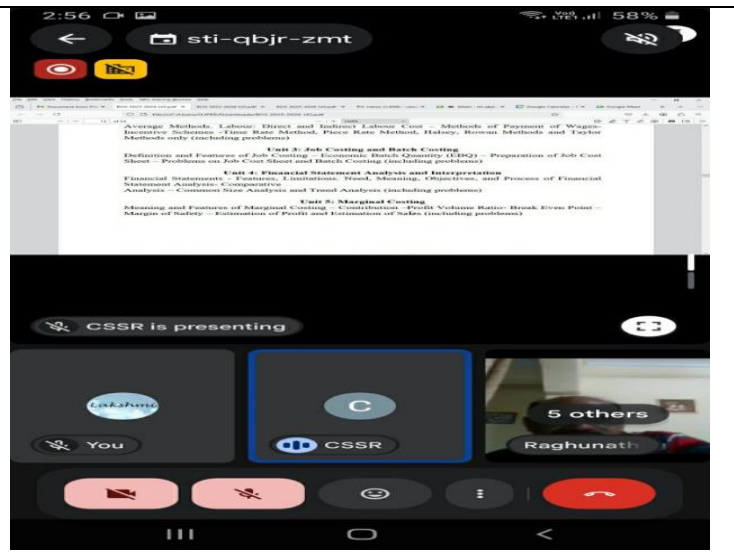 2:56
58%
sti-qbjr-zmt
Average Methods. Labour: Direct and Indirect Labour Cost – Methods of Payment of Wages-
Incentive Schemes -Time Rate Method, Piece Rate Method, Halsey, Rowan Methods and Taylor
Methods only (including problems)
Unit 3: Job Costing and Batch Costing
Definition and Features of Job Costing – Economic Batch Quantity (EBQ) – Preparation of Job Cost
Sheet – Problems on Job Cost Sheet and Batch Costing (including problems)
Unit 4: Financial Statement Analysis and Interpretation
Financial Statements - Features, Limitations, Need, Meaning, Objectives, and Process of Financial
Statement Analysis- Comparative
Analysis – Common Size Analysis and Trend Analysis (including problems)
Unit 5: Marginal Costing
Meaning and Features of Marginal Costing – Contribution –Profit Volume Ratio- Break Even Point –
Margin of Safety – Estimation of Profit and Estimation of Sales (including problems)
CSSR is presenting
Lakshmi
C
5 others
You
CSSR
Raghunath